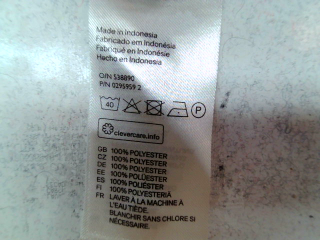 Made in Indonesia
Fabricado em Indonésia
Fabriqué en Indonésie
Hecho en Indonesia
O/N 538890
P/N 0295959 2
40
P
clevercare.info
GB 100% POLYESTER
CZ 100% POLYESTER
DE 100% POLYESTER
EE 100% POLÜESTER
ES 100% POLIÉSTER
FI 100% POLYESTERIÄ
FR LAVER À LA MACHINE À
L'EAU TIÈDE.
BLANCHIR SANS CHLORE SI
NÉCESSAIRE.